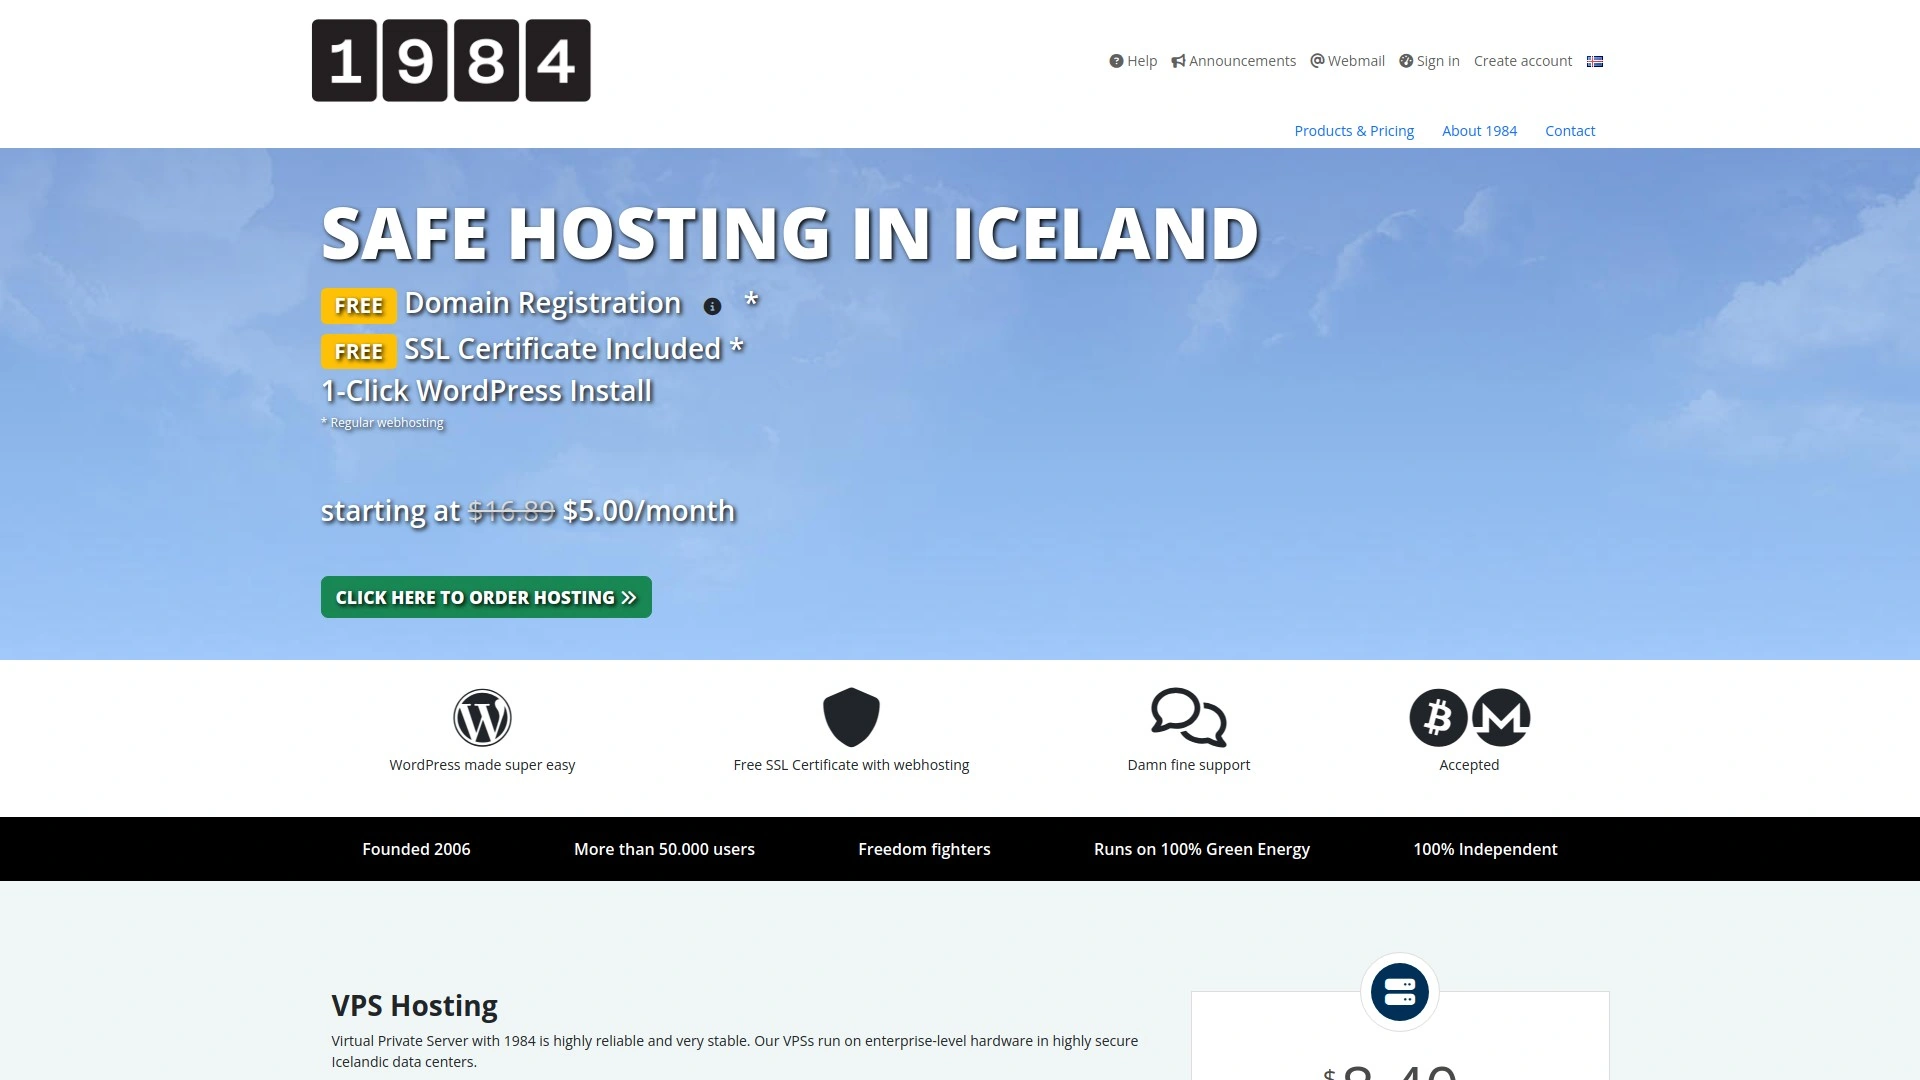 1984
Help Announcements Webmail Sign in Create account
Products & Pricing About 1984 Contact
SAFE HOSTING IN ICELAND
FREE Domain Registration *
FREE SSL Certificate Included *
1-Click WordPress Install
* Regular webhosting
starting at $16.89 $5.00/month
CLICK HERE TO ORDER HOSTING »
WordPress made super easy
Free SSL Certificate with webhosting
Damn fine support
Accepted
Founded 2006
More than 50.000 users
Freedom fighters
Runs on 100% Green Energy
100% Independent
VPS Hosting
Virtual Private Server with 1984 is highly reliable and very stable. Our VPSs run on enterprise-level hardware in highly secure
Icelandic data centers.